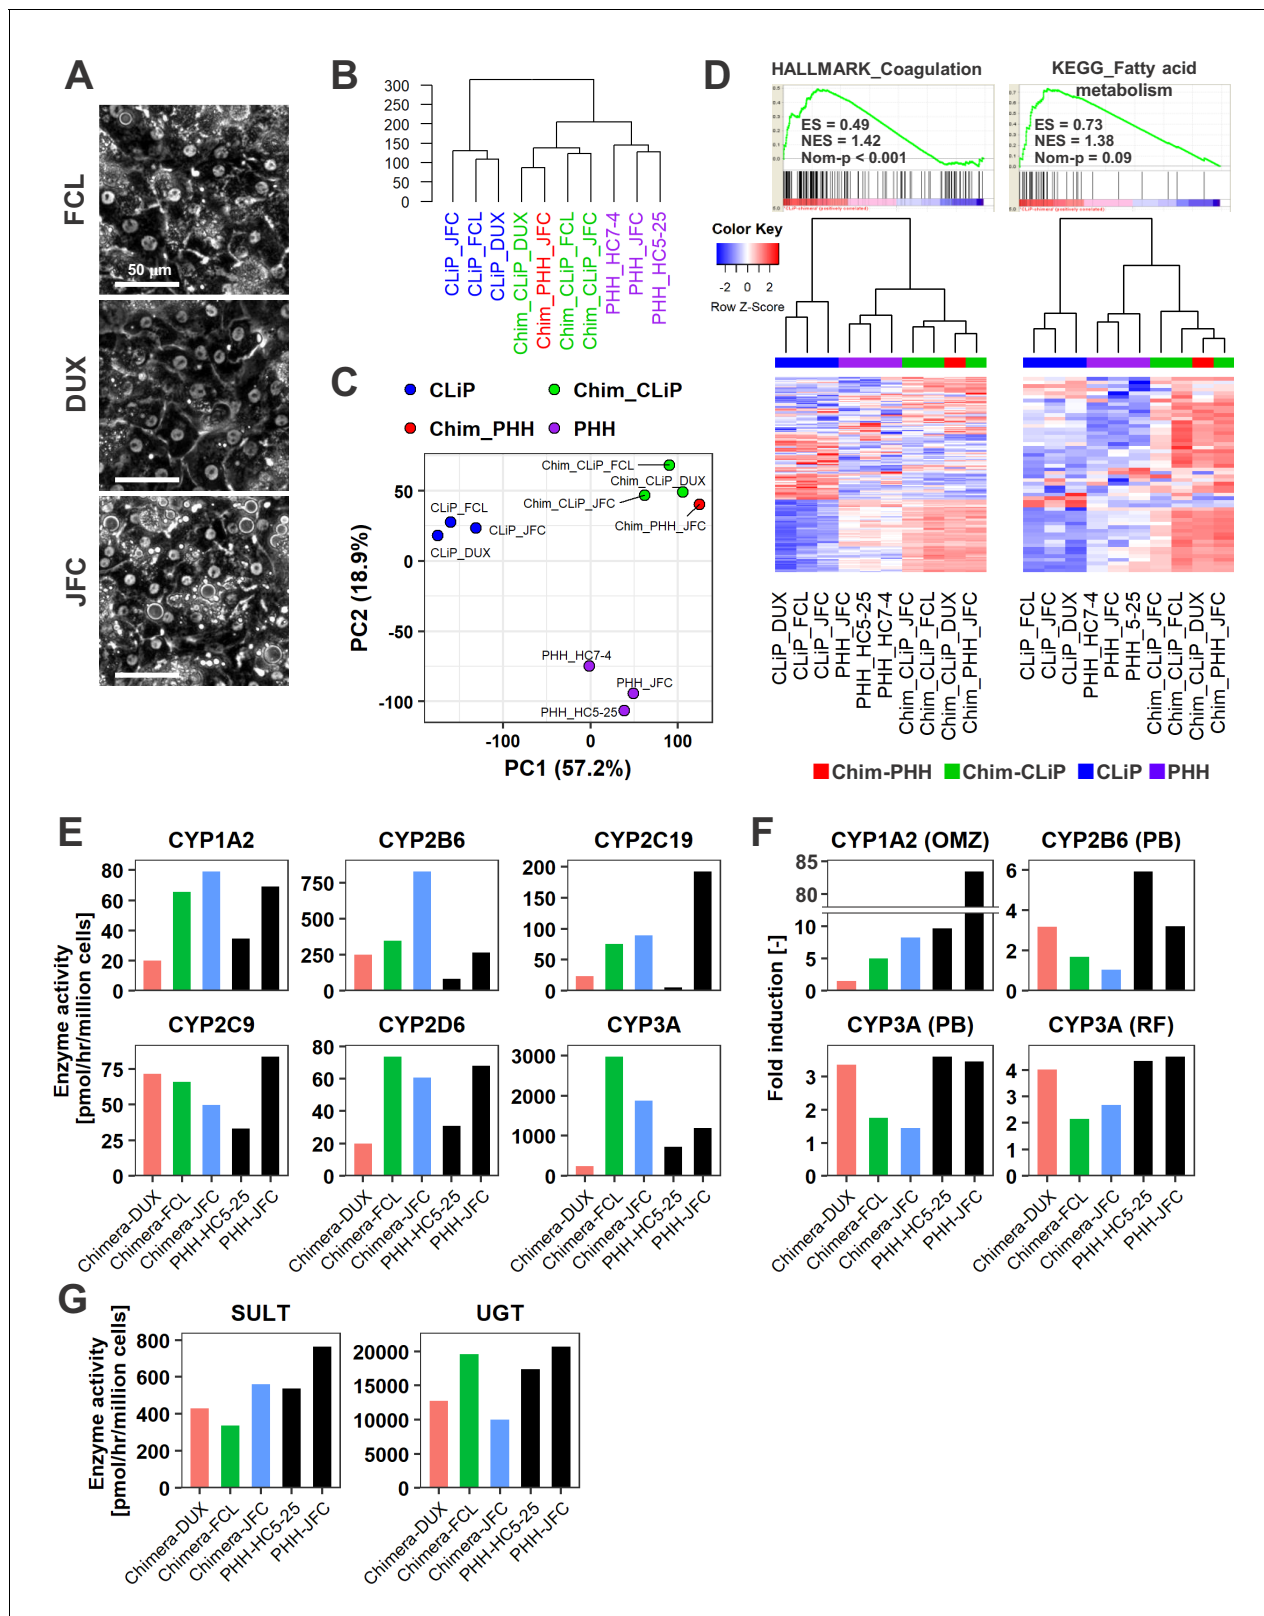 A
FCL
50 µm
DUX
JFC
B
300
250
200
150
100
50
0
CLiP_JFC
CLiP_FCL
CLiP_DUX
Chim_CLiP_DUX
Chim_PHH_JFC
Chim_CLiP_FCL
Chim_CLiP_JFC
PHH_HC7-4
PHH_JFC
PHH_HC5-25
C
CLiP
Chim_CLiP
Chim_PHH
PHH
PC2 (18.9%)
50
0
-50
-100
Chim_CLiP_FCL
Chim_CLiP_DUX
Chim_CLiP_JFC
Chim_PHH_JFC
CLiP_FCL
CLiP_JFC
CLiP_DUX
PHH_HC7-4
PHH_JFC
PHH_HC5-25
-100
0
100
PC1 (57.2%)
D
HALLMARK_Coagulation
ES = 0.49
NES = 1.42
Nom-p < 0.001
KEGG_Fatty acid
metabolism
ES = 0.73
NES = 1.38
Nom-p = 0.09
Color Key
-2 0 2
Row Z-Score
CLiP_DUX
CLiP_FCL
CLiP_JFC
PHH_JFC
PHH_HC5-25
PHH_HC7-4
Chim_CLiP_JFC
Chim_CLiP_FCL
Chim_CLiP_DUX
Chim_PHH_JFC
CLiP_FCL
CLiP_JFC
CLiP_DUX
PHH_HC7-4
PHH_JFC
PHH_5-25
Chim_CLiP_JFC
Chim_CLiP_FCL
Chim_CLiP_DUX
Chim_PHH_JFC
Chim-PHH
Chim-CLiP
CLiP
PHH
E
Enzyme activity
[pmol/hr/million cells]
CYP1A2
80
60
40
20
0
CYP2B6
750
500
250
0
CYP2C19
200
150
100
50
0
CYP2C9
75
50
25
0
CYP2D6
80
60
40
20
0
CYP3A
3000
2000
1000
0
Chimera-DUX
Chimera-FCL
Chimera-JFC
PHH-HC5-25
PHH-JFC
Chimera-DUX
Chimera-FCL
Chimera-JFC
PHH-HC5-25
PHH-JFC
Chimera-DUX
Chimera-FCL
Chimera-JFC
PHH-HC5-25
PHH-JFC
F
Fold induction [-]
CYP1A2 (OMZ)
85
80
10
5
0
CYP2B6 (PB)
6
4
2
0
CYP3A (PB)
3
2
1
0
CYP3A (RF)
4
3
2
1
0
Chimera-DUX
Chimera-FCL
Chimera-JFC
PHH-HC5-25
PHH-JFC
Chimera-DUX
Chimera-FCL
Chimera-JFC
PHH-HC5-25
PHH-JFC
G
Enzyme activity
[pmol/hr/million cells]
SULT
800
600
400
200
0
UGT
20000
15000
10000
5000
0
Chimera-DUX
Chimera-FCL
Chimera-JFC
PHH-HC5-25
PHH-JFC
Chimera-DUX
Chimera-FCL
Chimera-JFC
PHH-HC5-25
PHH-JFC